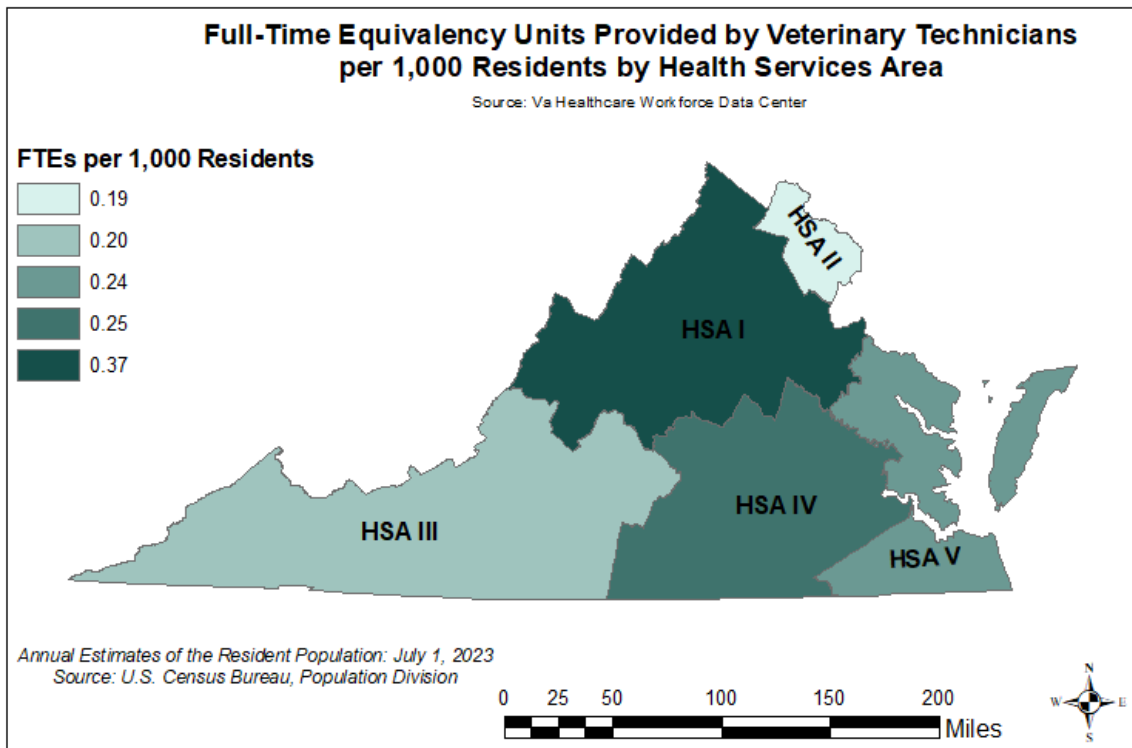 Full-Time Equivalency Units Provided by Veterinary Technicians
per 1,000 Residents by Health Services Area
Source: Va Healthcare Workforce Data Center
FTEs per 1,000 Residents
0.19
0.20
0.24
0.25
0.37
HSA II
HSA I
HSA IV
HSA III
HSA V
Annual Estimates of the Resident Population: July 1, 2023
Source: U.S. Census Bureau, Population Division
0 25 50 100 150 200
Miles
N
W E
S